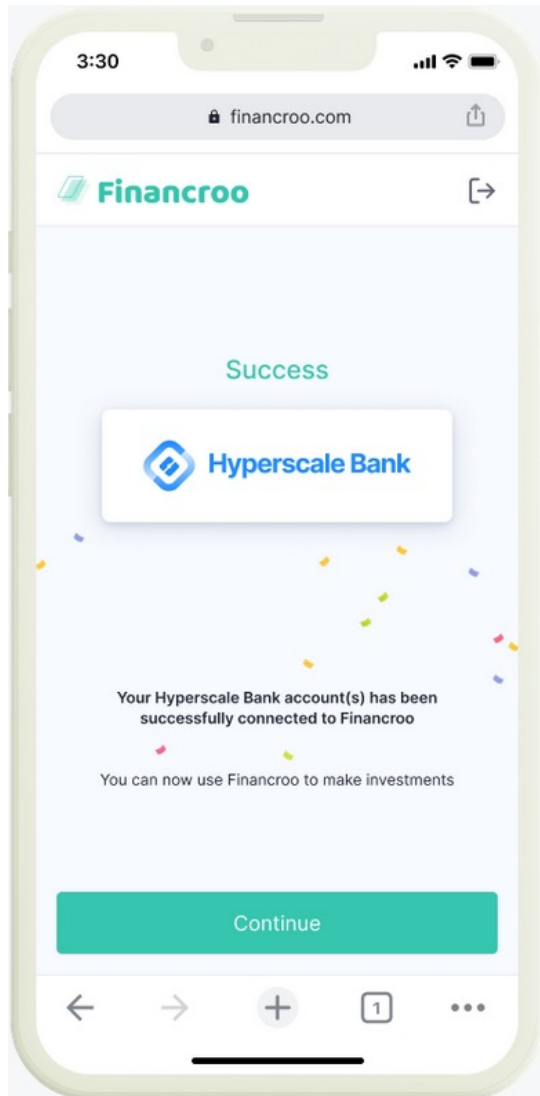 3:30
financroo.com
Financroo
Success
Hyperscale Bank
Your Hyperscale Bank account(s) has been
successfully connected to Financroo
You can now use Financroo to make investments
Continue
1